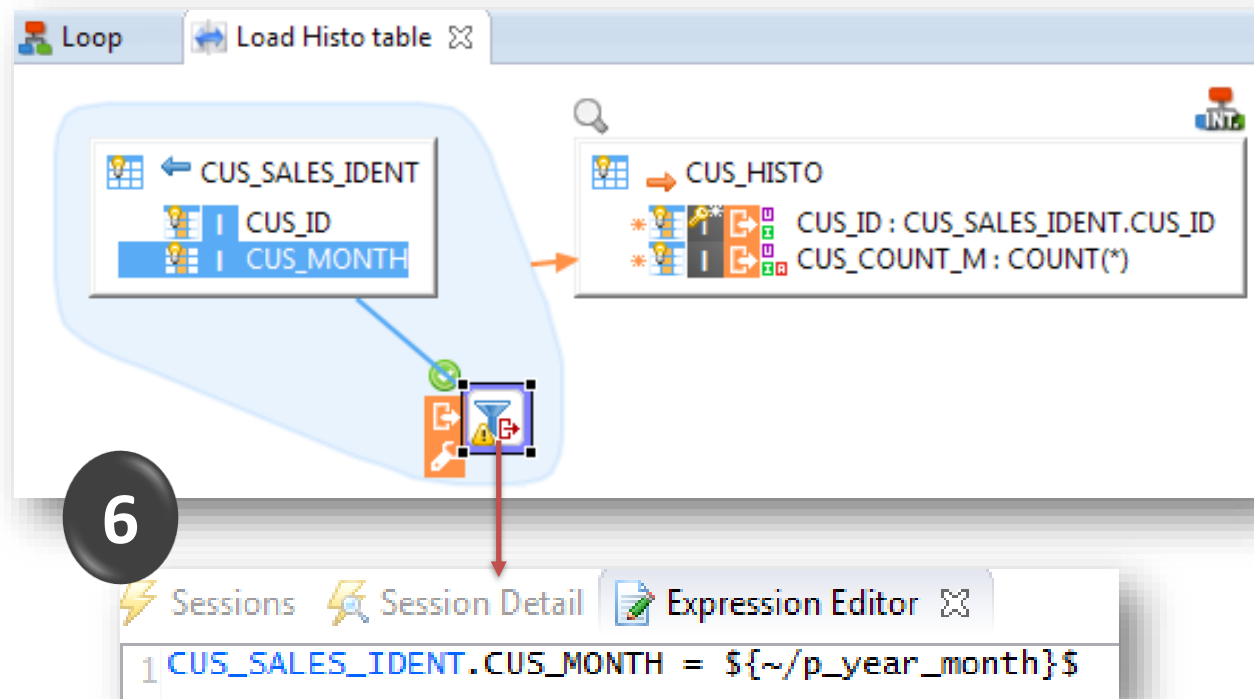 Loop
Load Histo table
INT.
CUS_SALES_IDENT
CUS_ID
CUS_MONTH
CUS_HISTO
CUS_ID : CUS_SALES_IDENT.CUS_ID
CUS_COUNT_M : COUNT(*)
6
Sessions Session Detail Expression Editor
1 CUS_SALES_IDENT.CUS_MONTH = ${~/p_year_month}$